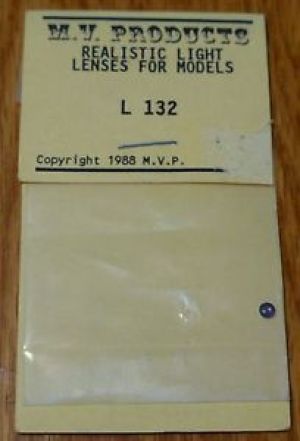 M.V. PRODUCTS
REALISTIC LIGHT
LENSES FOR MODELS
L 132
Copyright 1988 M.V.P.